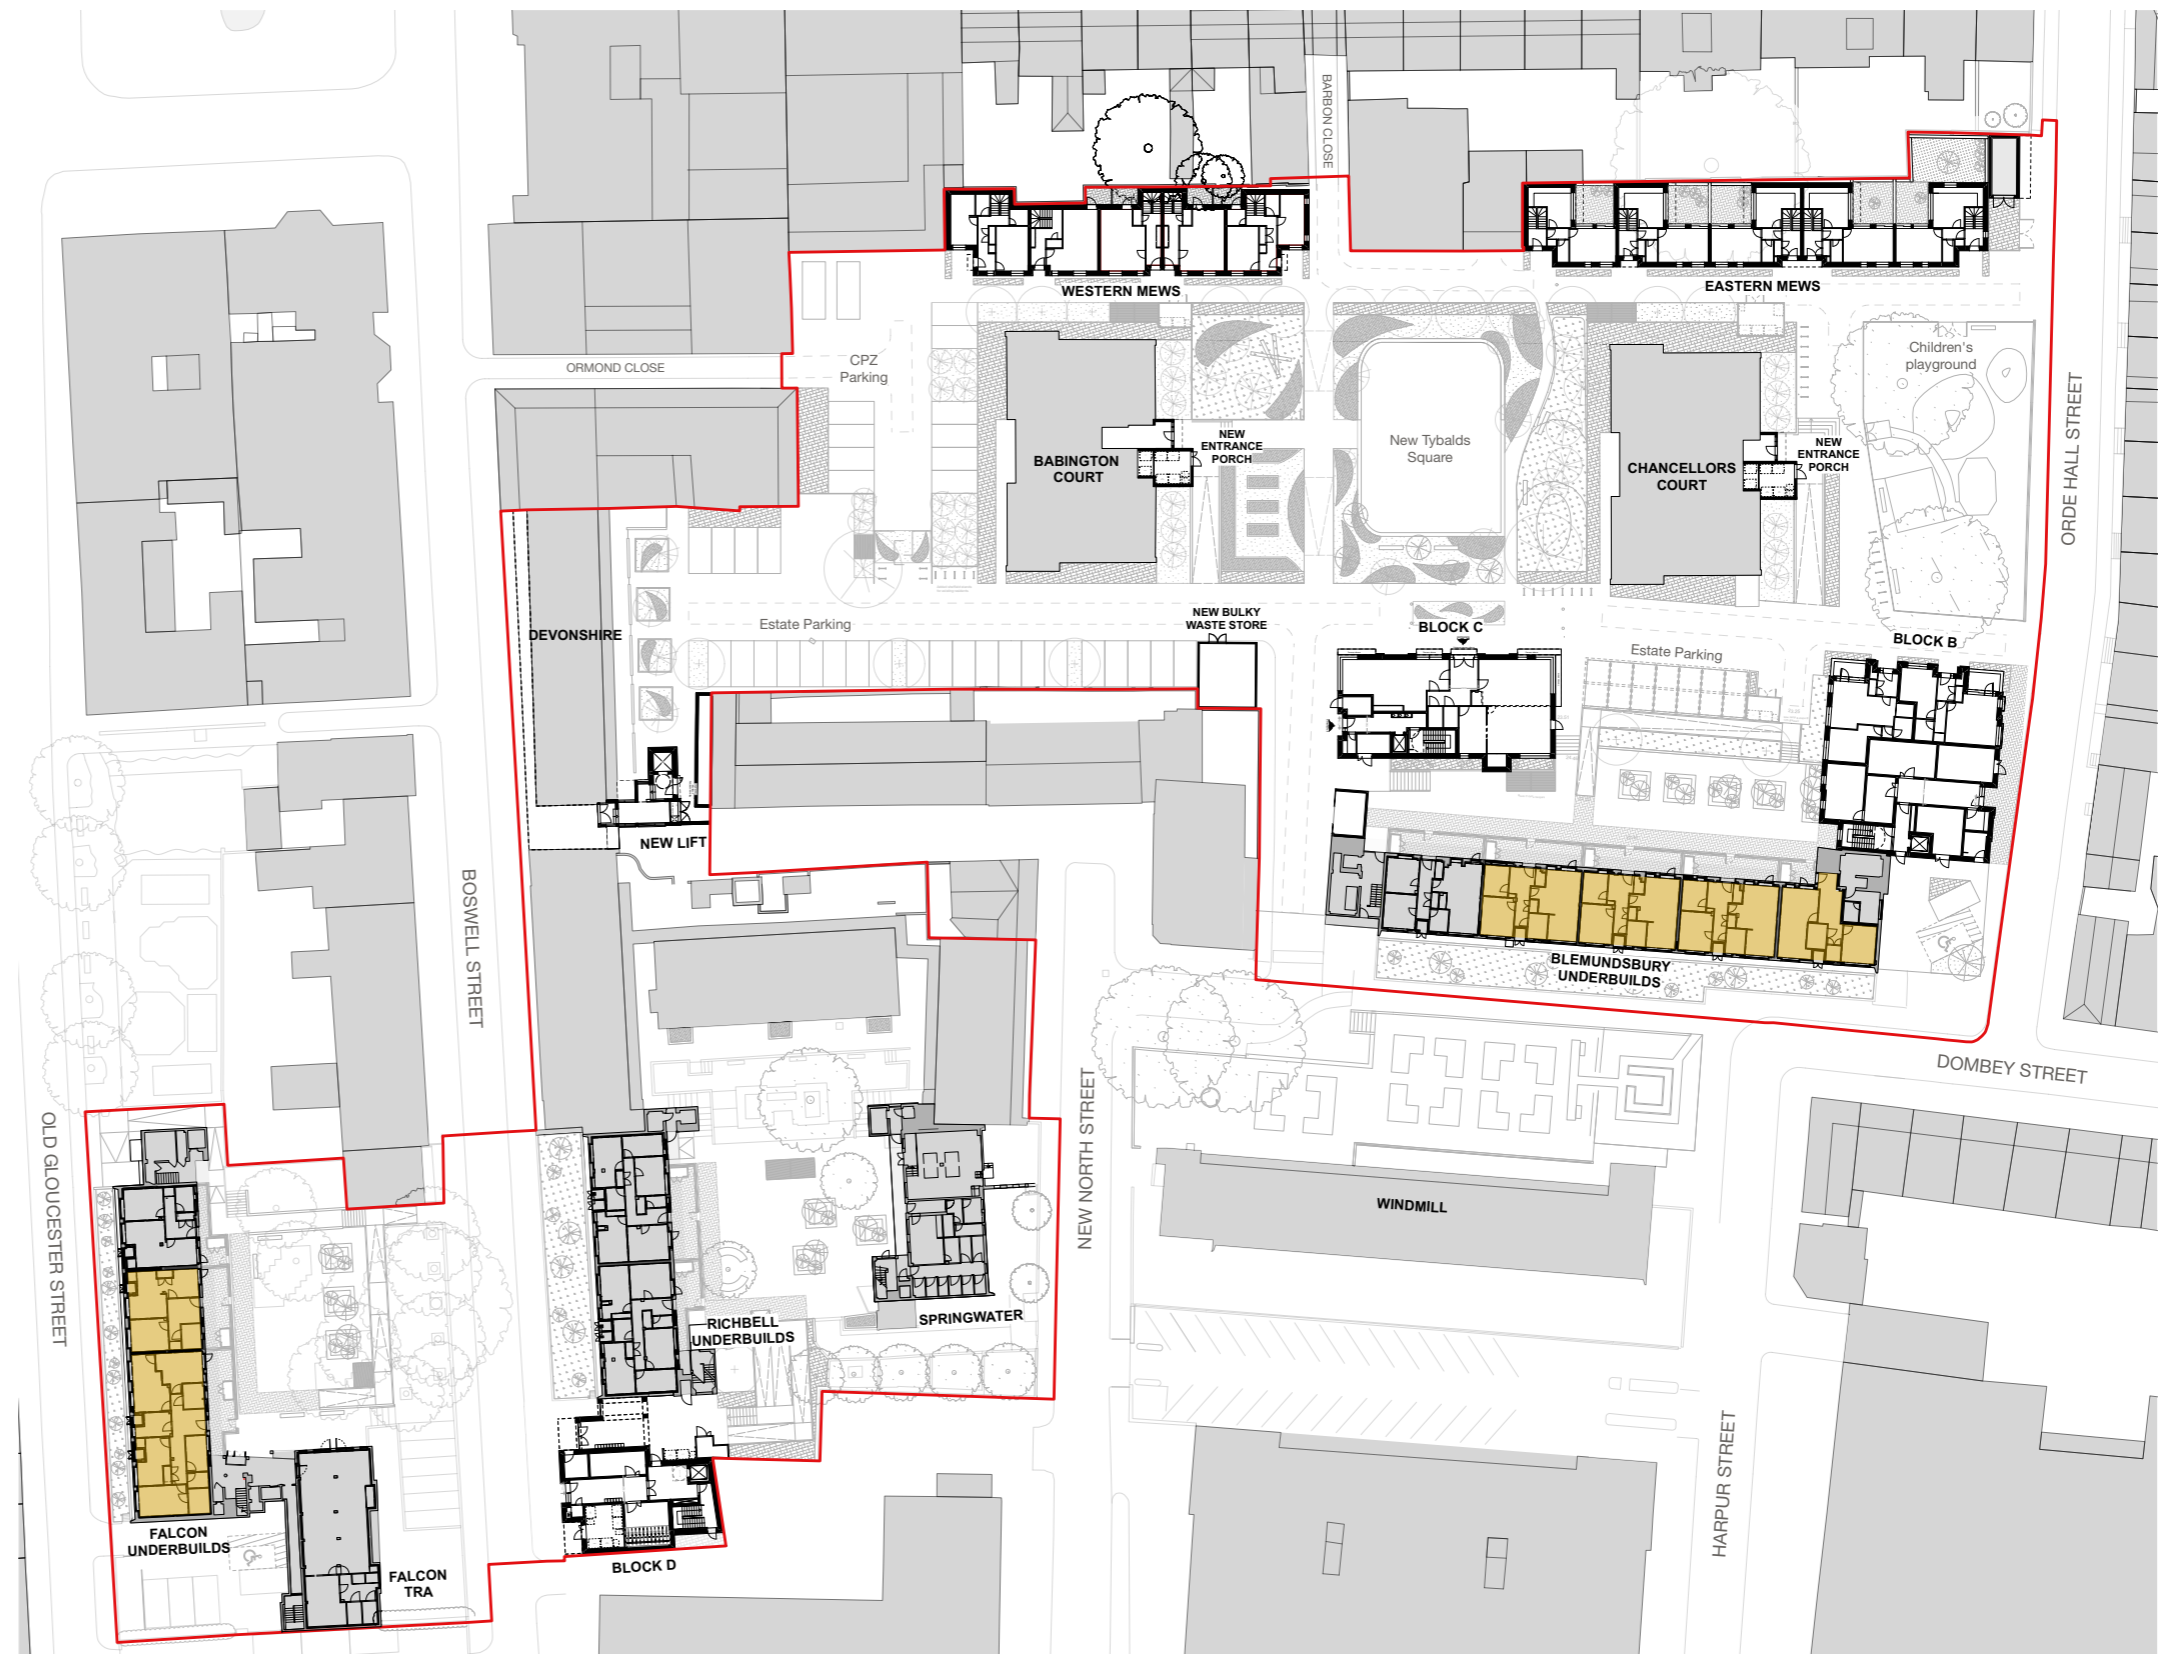 BARBON CLOSE
WESTERN MEWS
EASTERN MEWS
ORMOND CLOSE
CPZ
Parking
Children's
playground
ORDE HALL STREET
NEW
ENTRANCE
PORCH
BABINGTON
COURT
New Tybalds
Square
NEW
ENTRANCE
PORCH
CHANCELLORS
COURT
DEVONSHIRE
Estate Parking
NEW BULKY
WASTE STORE
BLOCK C
Estate Parking
BLOCK B
NEW LIFT
BOSWELL STREET
BLEMUNDSBURY
UNDERBUILDS
DOMBEY STREET
OLD GLOUCESTER STREET
NEW NORTH STREET
WINDMILL
RICHBELL
UNDERBUILDS
SPRINGWATER
HARPUR STREET
FALCON
UNDERBUILDS
FALCON
TRA
BLOCK D